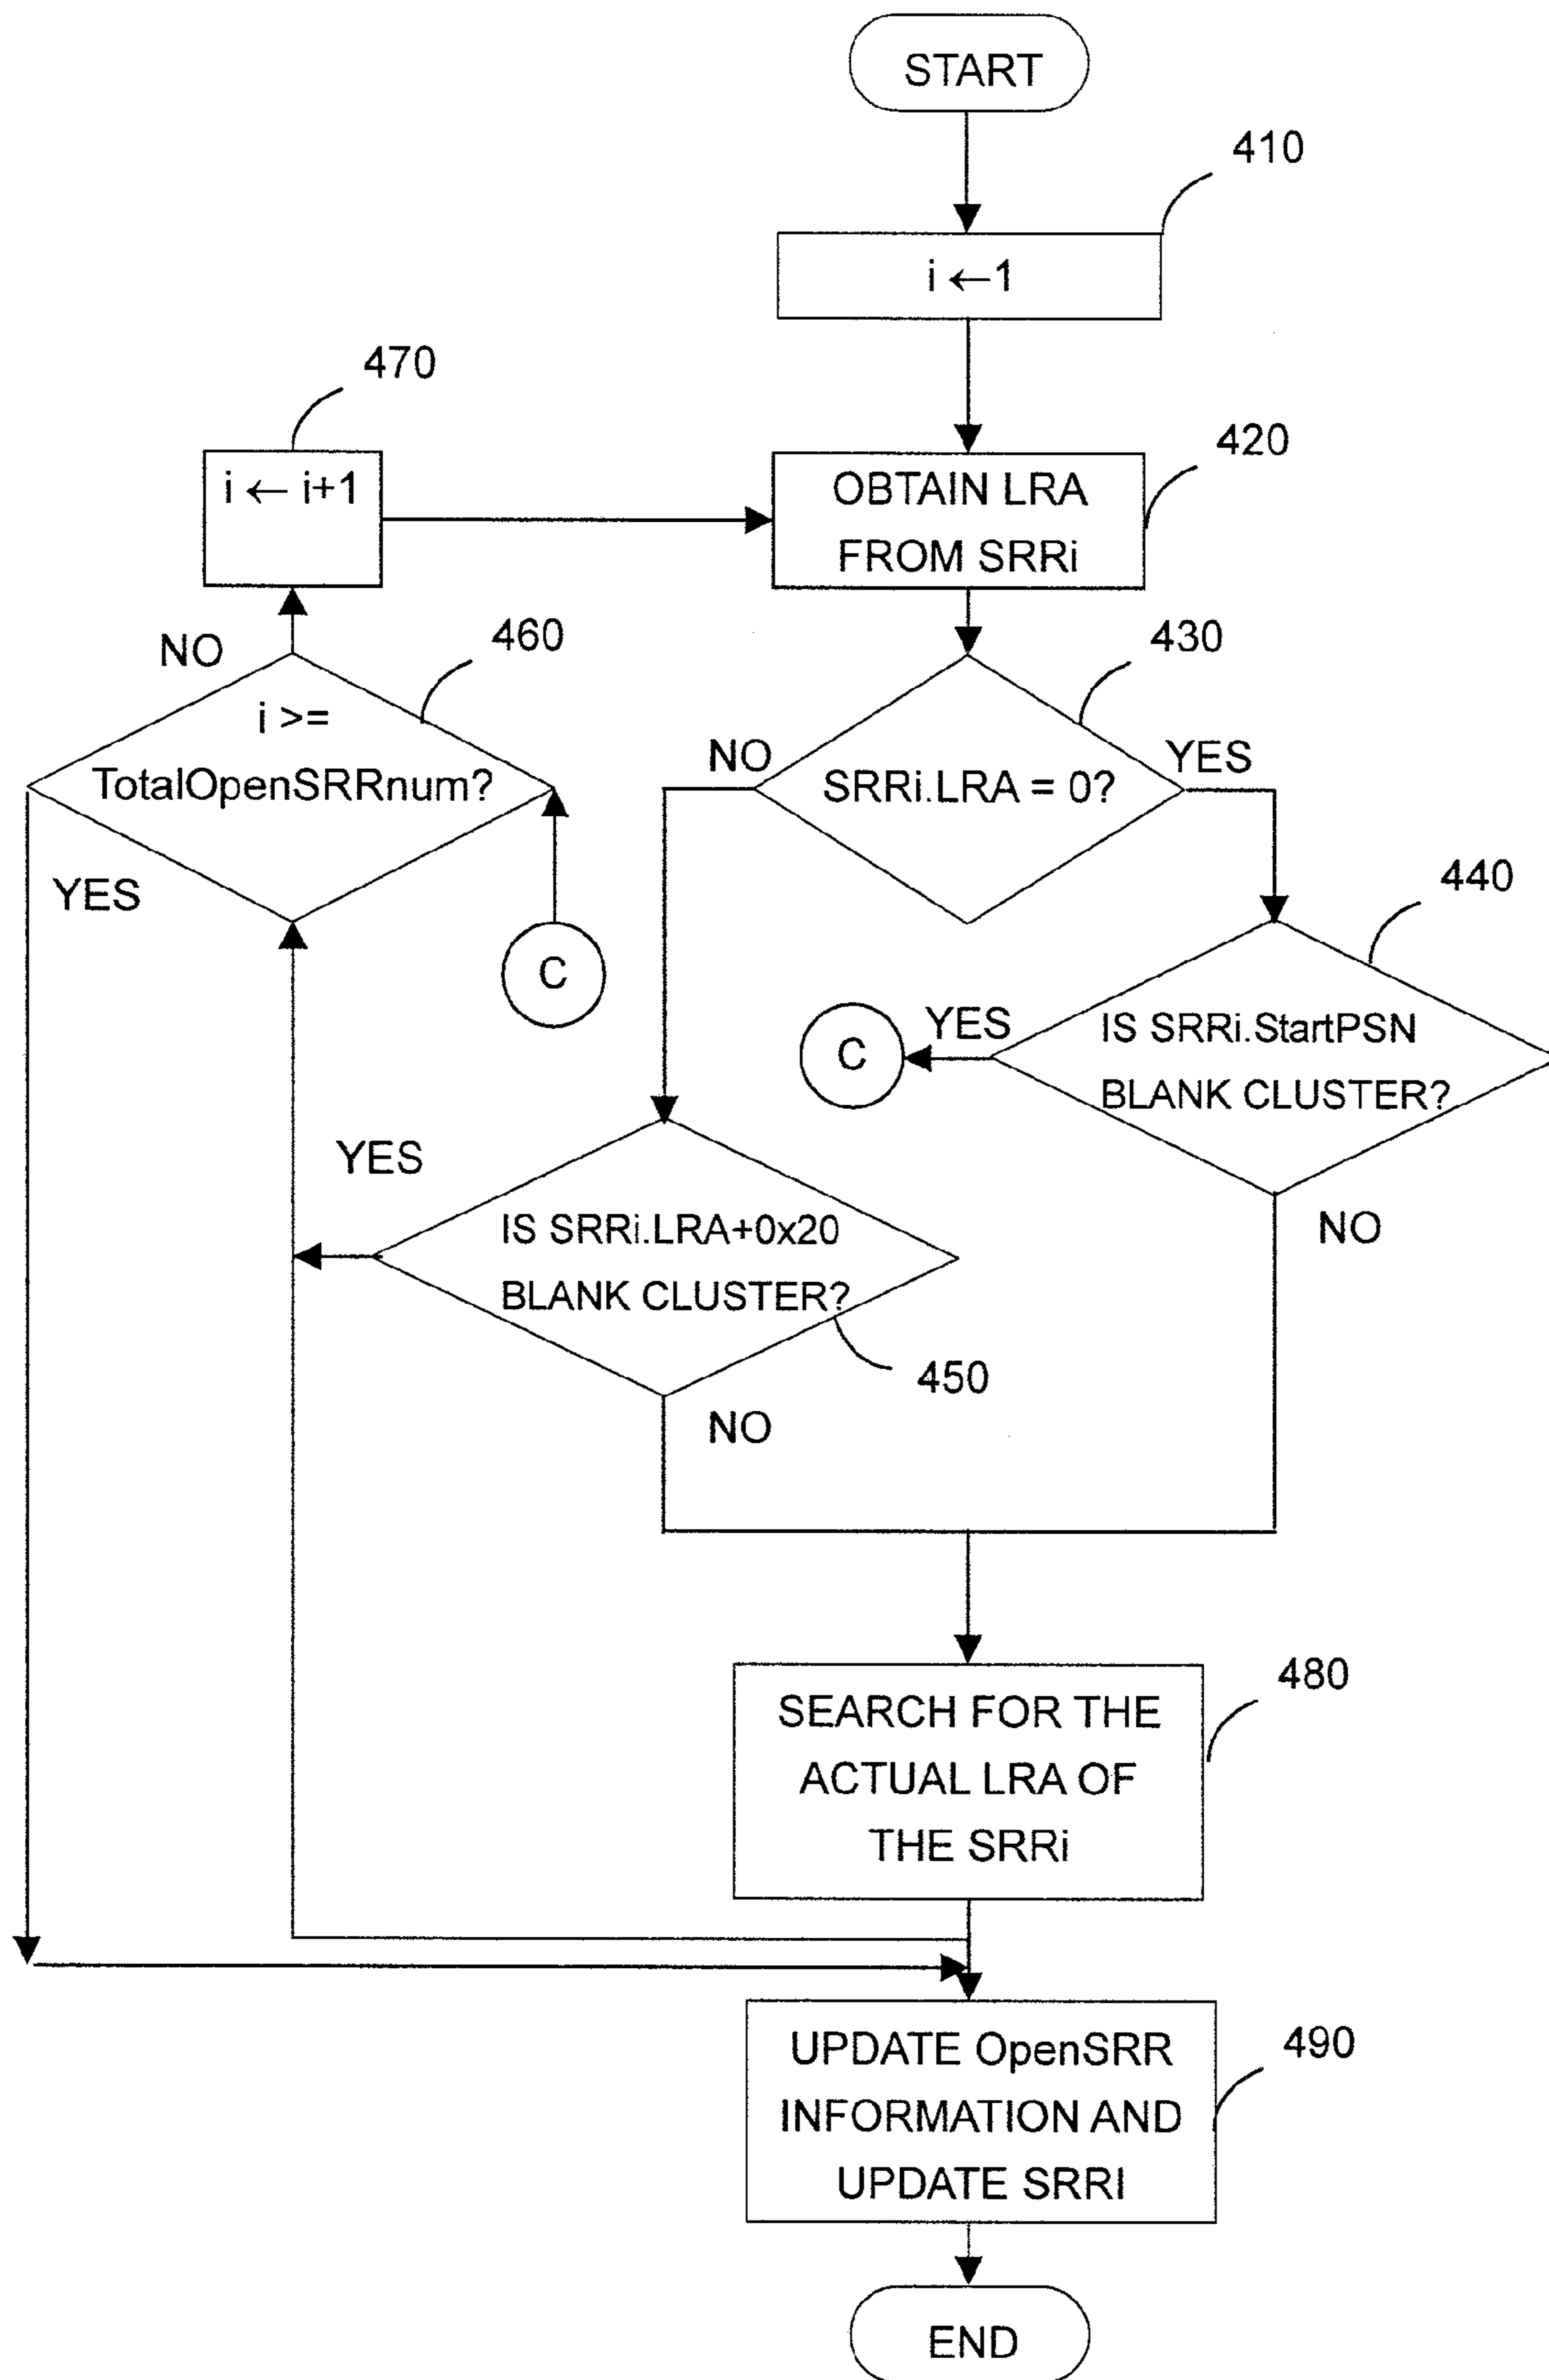 START
410
i ←1
470
420
i ← i+1
OBTAIN LRA
FROM SRRi
NO
460
430
i >=
TotalOpenSRRnum?
NO
YES
SRRi.LRA = 0?
YES
440
C
IS SRRi.StartPSN
BLANK CLUSTER?
YES
C
YES
NO
IS SRRi.LRA+0x20
BLANK CLUSTER?
450
NO
480
SEARCH FOR THE
ACTUAL LRA OF
THE SRRi
490
UPDATE OpenSRR
INFORMATION AND
UPDATE SRRI
END